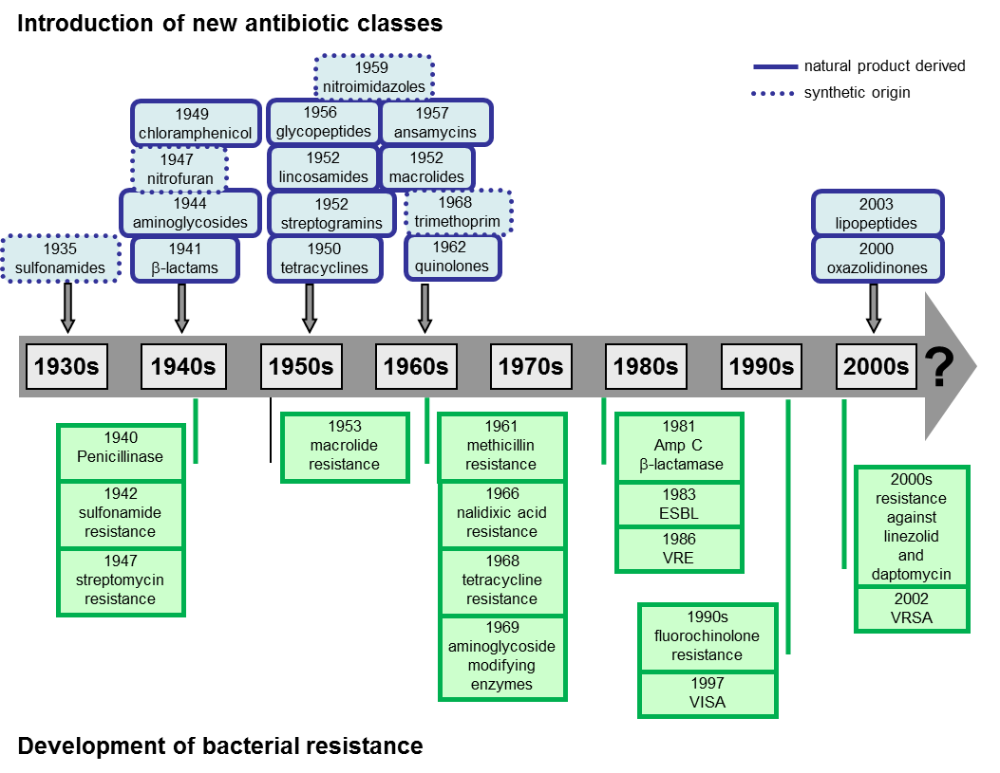 Introduction of new antibiotic classes
natural product derived
synthetic origin
1959
nitroimidazoles
1949
chloramphenicol
1956
glycopeptides
1957
ansamycins
1947
nitrofuran
1952
lincosamides
1952
macrolides
1944
aminoglycosides
1952
streptogramins
1968
trimethoprim
2003
lipopeptides
1935
sulfonamides
1941
β-lactams
1950
tetracyclines
1962
quinolones
2000
oxazolidinones
1930s
1940s
1950s
1960s
1970s
1980s
1990s
2000s
?
1940
Penicillinase
1942
sulfonamide
resistance
1947
streptomycin
resistance
1953
macrolide
resistance
1961
methicillin
resistance
1966
nalidixic acid
resistance
1968
tetracycline
resistance
1969
aminoglycoside
modifying
enzymes
1981
Amp C
β-lactamase
1983
ESBL
1986
VRE
1990s
fluorochinolone
resistance
1997
VISA
2000s
resistance
against
linezolid
and
daptomycin
2002
VRSA
Development of bacterial resistance